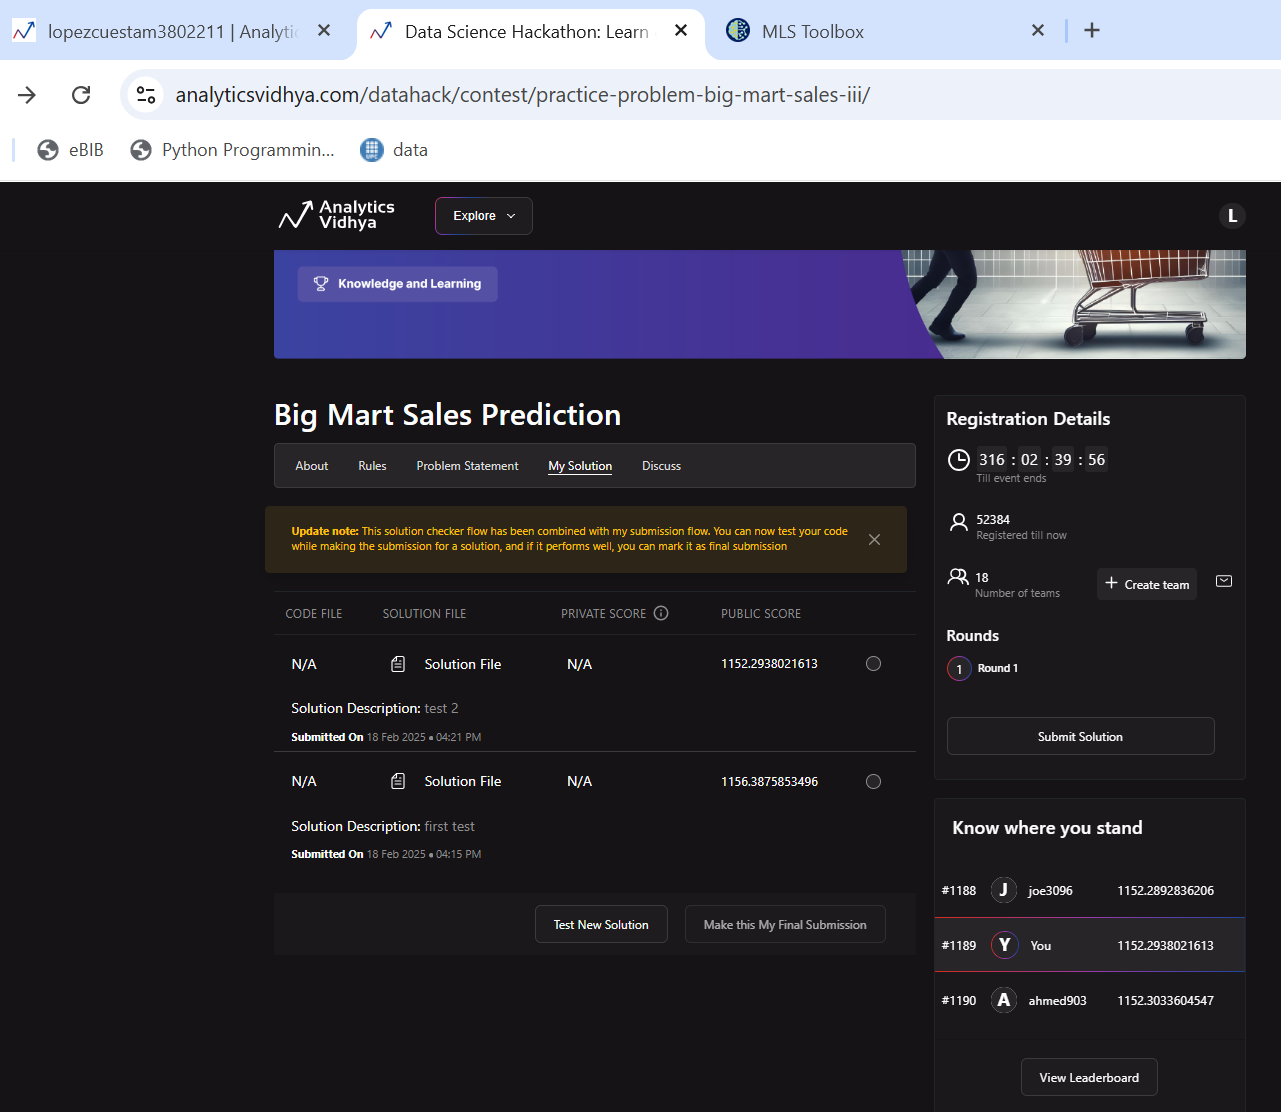 lopezcuestam3802211 | Analytic
Data Science Hackathon: Learn
MLS Toolbox
analyticsvidhya.com/datahack/contest/practice-problem-big-mart-sales-iii/
eBIB
Python Programmin...
data
Analytics
Vidhya
Explore
L
Knowledge and Learning
Big Mart Sales Prediction
About Rules Problem Statement My Solution Discuss
Update note: This solution checker flow has been combined with my submission flow. You can now test your code
while making the submission for a solution, and if it performs well, you can mark it as final submission
CODE FILE SOLUTION FILE PRIVATE SCORE PUBLIC SCORE
N/A Solution File N/A 1152.2938021613
Solution Description: test 2
Submitted On 18 Feb 2025 • 04:21 PM
N/A Solution File N/A 1156.3875853496
Solution Description: first test
Submitted On 18 Feb 2025 • 04:15 PM
Test New Solution
Make this My Final Submission
Registration Details
316 : 02 : 39 : 56
Till event ends
52384
Registered till now
18
Number of teams
+ Create team
Rounds
1 Round 1
Submit Solution
Know where you stand
#1188 J joe3096 1152.2892836206
#1189 Y You 1152.2938021613
#1190 A ahmed903 1152.3033604547
View Leaderboard